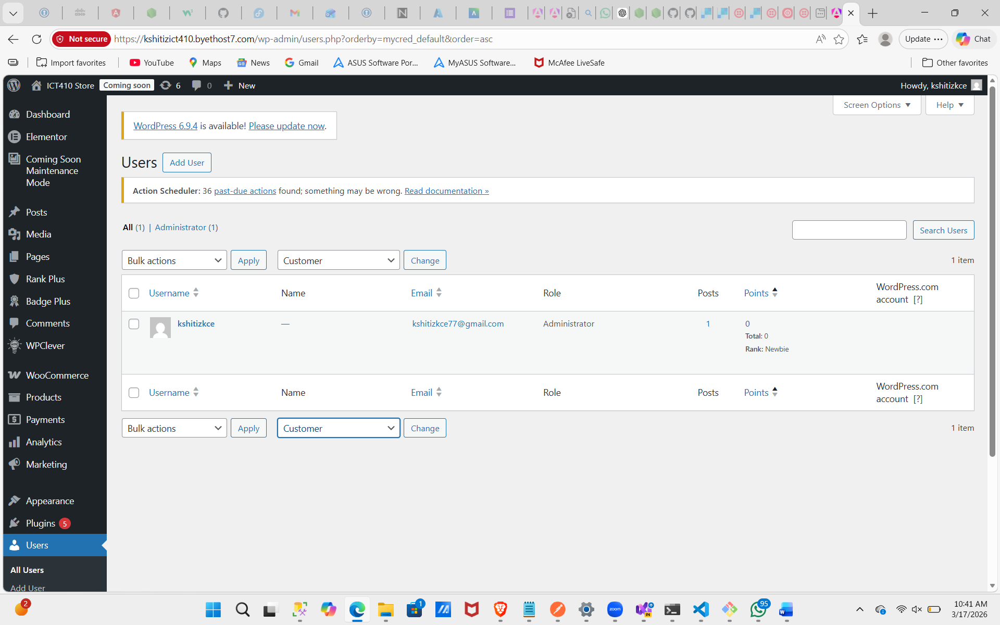 Not secure
https://kshitizict410.byethost7.com/wp-admin/users.php?orderby=mycred_default&order=asc
Update
Chat
Import favorites
YouTube
Maps
News
Gmail
ASUS Software Por...
MyASUS Software...
McAfee LiveSafe
Other favorites
ICT410 Store
Coming soon
6
0
New
Howdy, kshitizkce
Dashboard
Elementor
Coming Soon
Maintenance
Mode
Posts
Media
Pages
Rank Plus
Badge Plus
Comments
WPClever
WooCommerce
Products
Payments
Analytics
Marketing
Appearance
Plugins 5
Users
All Users
Add User
Screen Options
Help
WordPress 6.9.4 is available! Please update now.
Users
Add User
Action Scheduler: 36 past-due actions found; something may be wrong. Read documentation »
All (1) | Administrator (1)
Search Users
Bulk actions
Apply
Customer
Change
1 item
Username
Name
Email
Role
Posts
Points
WordPress.com
account [?]
kshitizkce
—
kshitizkce77@gmail.com
Administrator
1
0
Total: 0
Rank: Newbie
Username
Name
Email
Role
Posts
Points
WordPress.com
account [?]
Bulk actions
Apply
Customer
Change
1 item
2
1
zoom
95
10:41 AM
3/17/2026